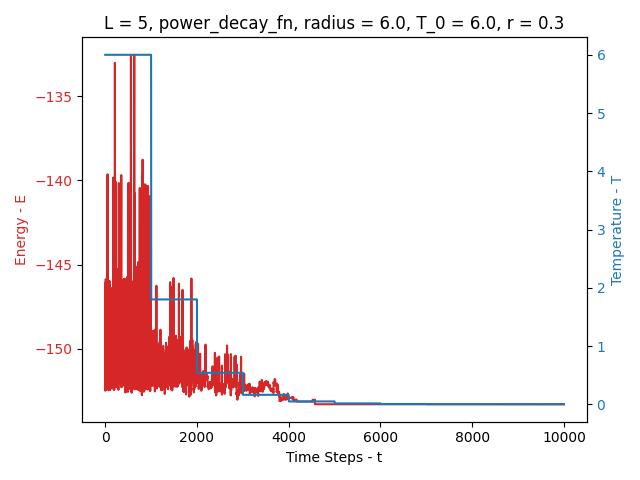 L = 5, power_decay_fn, radius = 6.0, T_0 = 6.0, r = 0.3
−135
−140
−145
−150
Energy - E
6
5
4
3
2
1
0
Temperature - T
0 2000 4000 6000 8000 10000
Time Steps - t